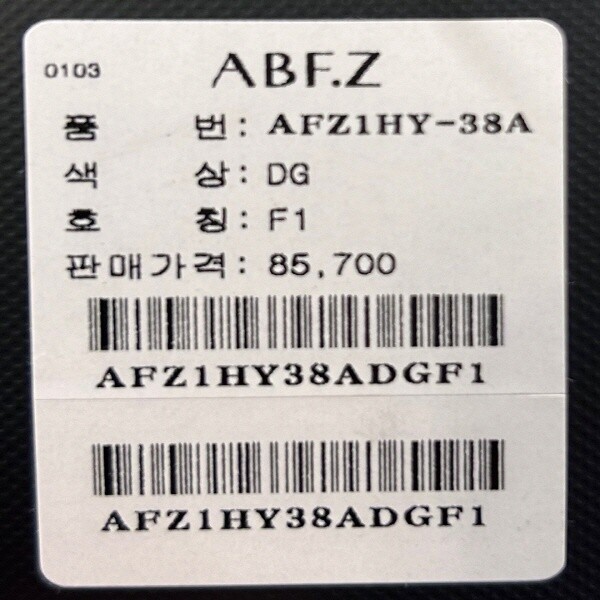 0103 ABF.Z
품 번 : AFZ1HY-38A
색 상 : DG
호 칭 : F1
판매가격 : 85,700
AFZ1HY38ADGF1
AFZ1HY38ADGF1